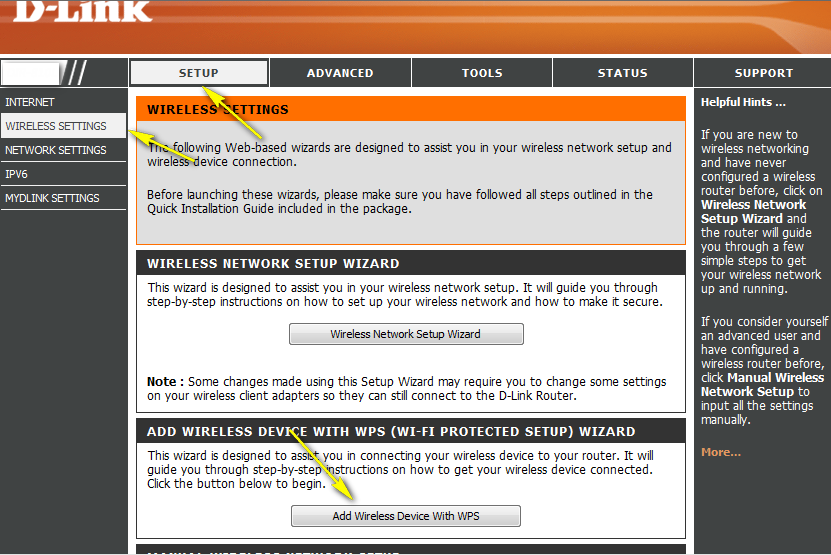 D-Link
SETUP
ADVANCED
TOOLS
STATUS
SUPPORT
INTERNET
WIRELESS SETTINGS
NETWORK SETTINGS
IPV6
MYDLINK SETTINGS
WIRELESS SETTINGS
The following Web-based wizards are designed to assist you in your wireless network setup and
wireless device connection.
Before launching these wizards, please make sure you have followed all steps outlined in the
Quick Installation Guide included in the package.
WIRELESS NETWORK SETUP WIZARD
This wizard is designed to assist you in your wireless network setup. It will guide you through
step-by-step instructions on how to set up your wireless network and how to make it secure.
Wireless Network Setup Wizard
Note : Some changes made using this Setup Wizard may require you to change some settings
on your wireless client adapters so they can still connect to the D-Link Router.
ADD WIRELESS DEVICE WITH WPS (WI-FI PROTECTED SETUP) WIZARD
This wizard is designed to assist you in connecting your wireless device to your router. It will
guide you through step-by-step instructions on how to get your wireless device connected.
Click the button below to begin.
Add Wireless Device With WPS
MANUAL WIRELESS NETWORK SETUP
Helpful Hints ...
If you are new to
wireless networking
and have never
configured a wireless
router before, click on
Wireless Network
Setup Wizard and
the router will guide
you through a few
simple steps to get
your wireless network
up and running.
If you consider yourself
an advanced user and
have configured a
wireless router before,
click Manual Wireless
Network Setup to
input all the settings
manually.
More...